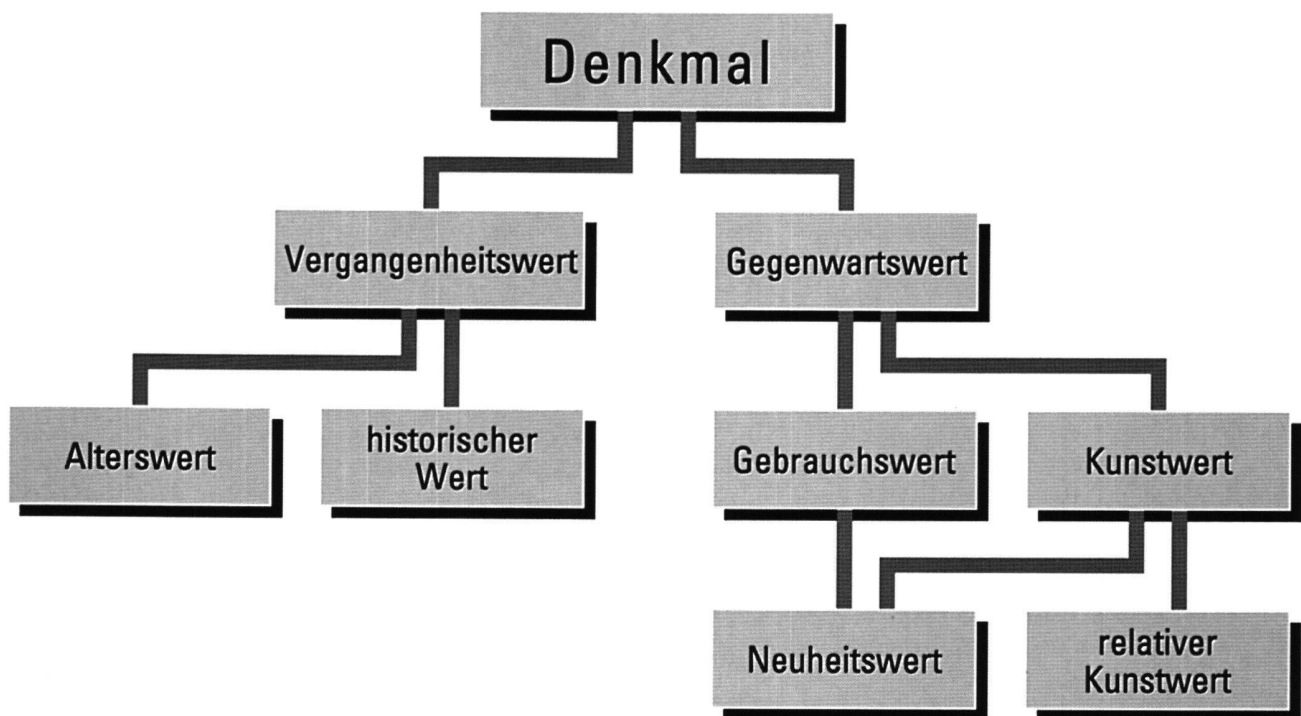 Denkmal
Vergangenheitswert
Gegenwartswert
Alterswert
historischer
Wert
Gebrauchswert
Kunstwert
Neuheitswert
relativer
Kunstwert